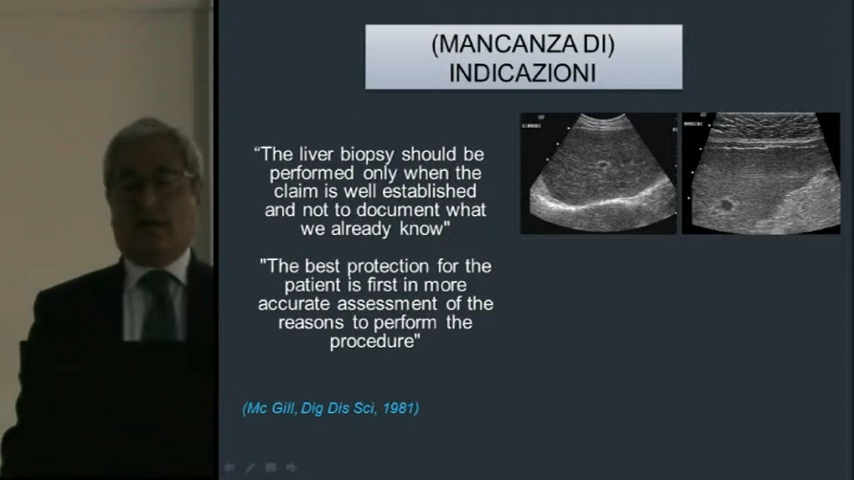 (MANCANZA DI)
INDICAZIONI
“The liver biopsy should be
performed only when the
claim is well established
and not to document what
we already know"
"The best protection for the
patient is first in more
accurate assessment of the
reasons to perform the
procedure"
(Mc Gill, Dig Dis Sci, 1981)